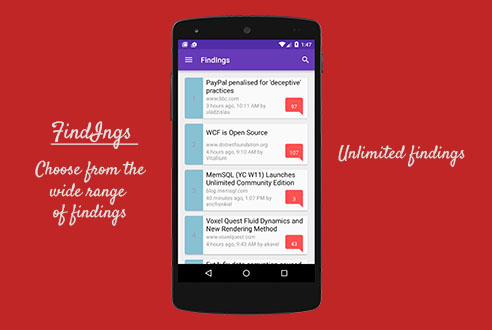 FindIngs
Choose from the
wide range
of findings
1:47
Findings
1
PayPal penalised for 'deceptive'
practices
www.bbc.com
3 hours ago, 10:11 AM by
vladzislav
97
2
WCF is Open Source
www.dotnetfoundation.org
4 hours ago, 9:10 AM by
Vitalium
107
3
MemSQL (YC W11) Launches
Unlimited Community Edition
blog.memsql.com
40 minutes ago, 1:07 PM by
ericfrenkiel
3
4
Voxel Quest Fluid Dynamics and
New Rendering Method
www.voxelquest.com
4 hours ago, 9:43 AM by akavel
43
Unlimited findings